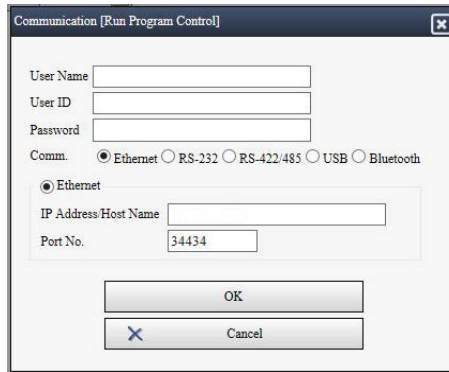 Communication [Run Program Control]
User Name
User ID
Password
Comm. Ethernet RS-232 RS-422/485 USB Bluetooth
Ethernet
IP Address/Host Name
Port No. 34434
OK
Cancel